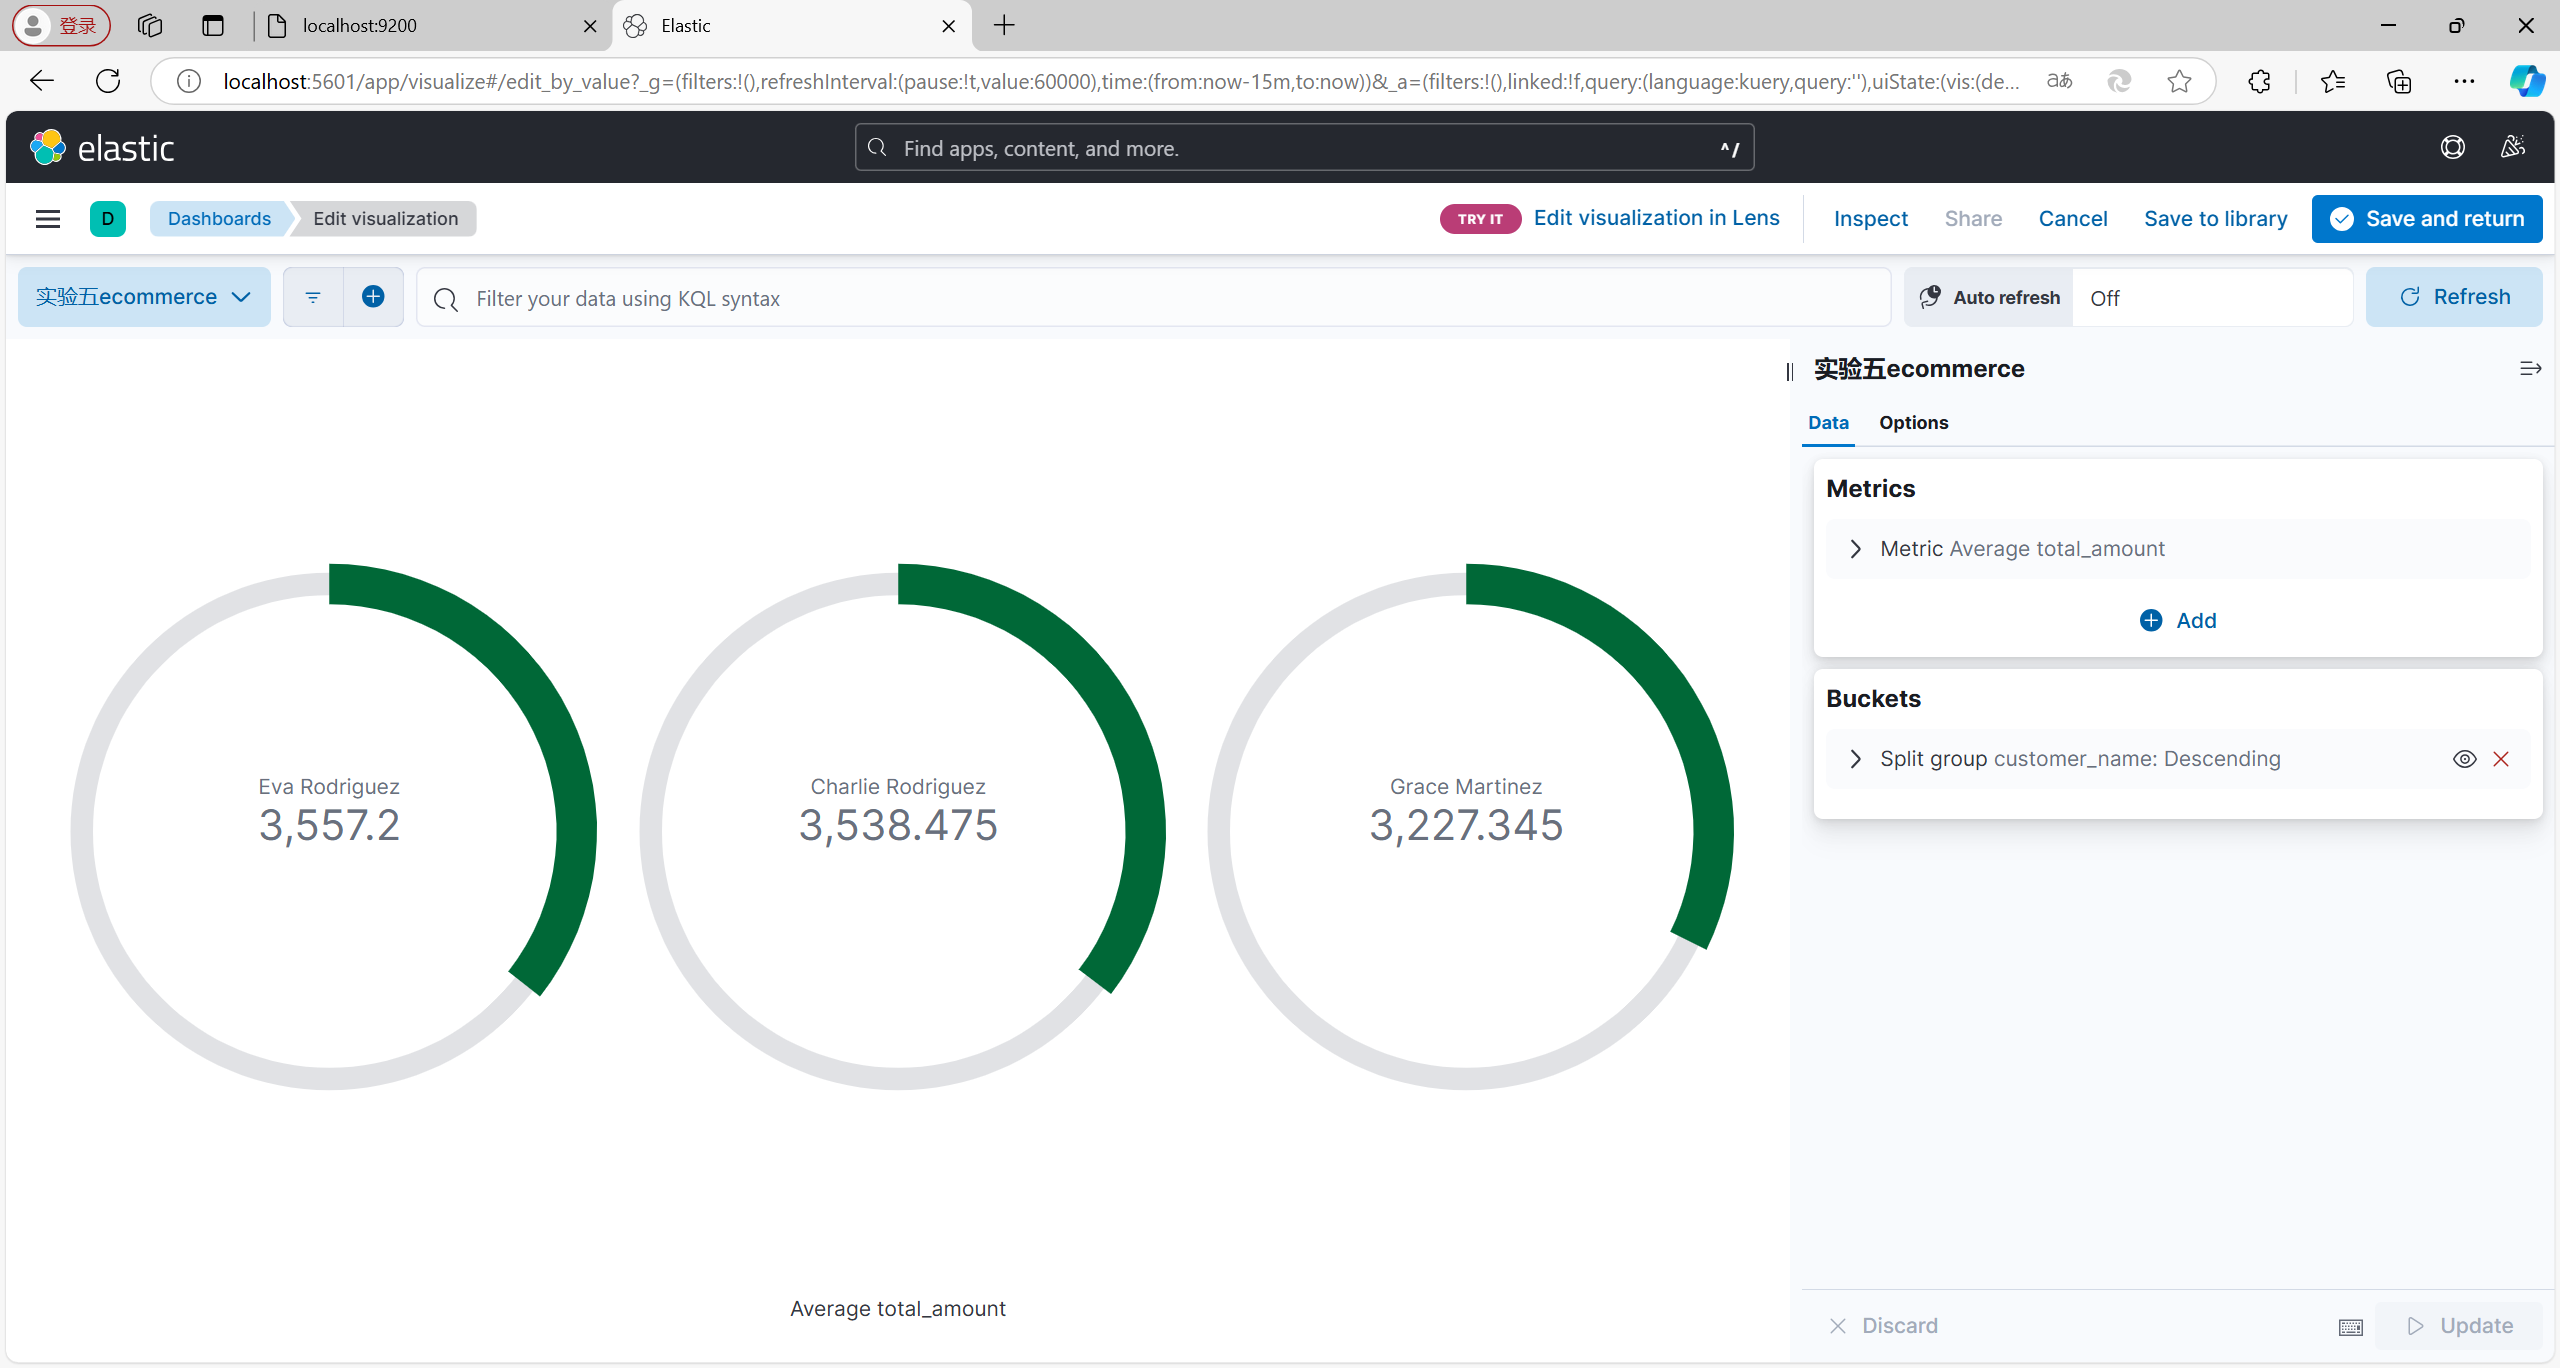 登录
localhost:9200
Elastic
localhost:5601/app/visualize#/edit_by_value?_g=(filters:!(),refreshInterval:(pause:!t,value:60000),time:(from:now-15m,to:now))&_a=(filters:!(),linked:!f,query:(language:kuery,query:''),uiState:(vis:(de...
aあ
elastic
Find apps, content, and more.
^/
D
Dashboards
Edit visualization
TRY IT
Edit visualization in Lens
Inspect
Share
Cancel
Save to library
Save and return
实验五ecommerce
Filter your data using KQL syntax
Auto refresh
Off
Refresh
Eva Rodriguez
3,557.2
Charlie Rodriguez
3,538.475
Grace Martinez
3,227.345
Average total_amount
实验五ecommerce
Data
Options
Metrics
Metric Average total_amount
Add
Buckets
Split group customer_name: Descending
Discard
Update